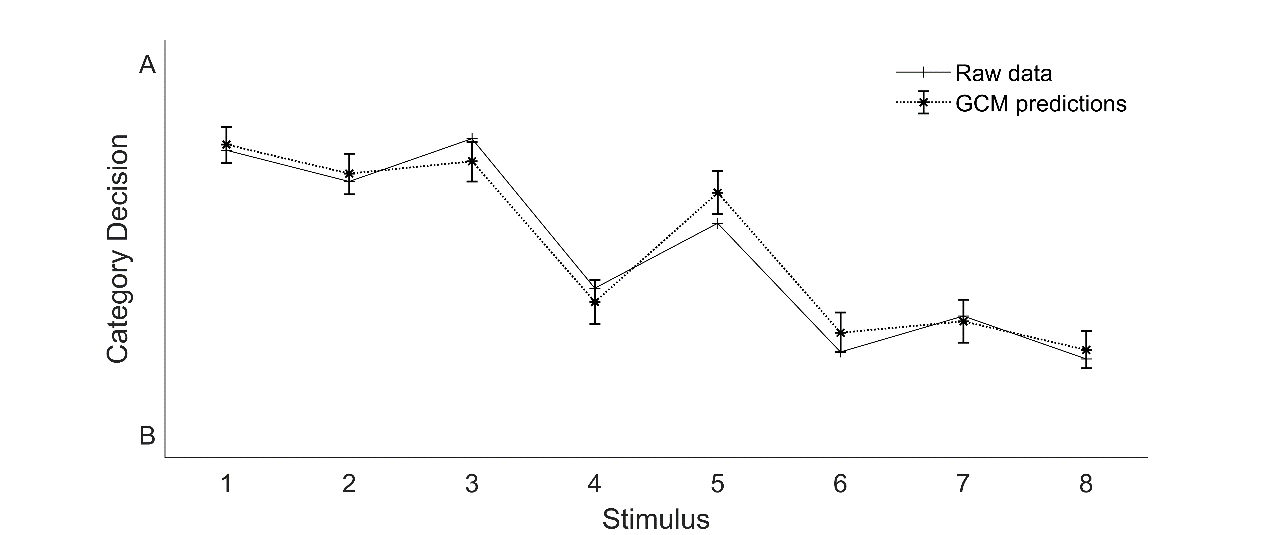 A
Raw data
GCM predictions
Category Decision
B
1 2 3 4 5 6 7 8
Stimulus